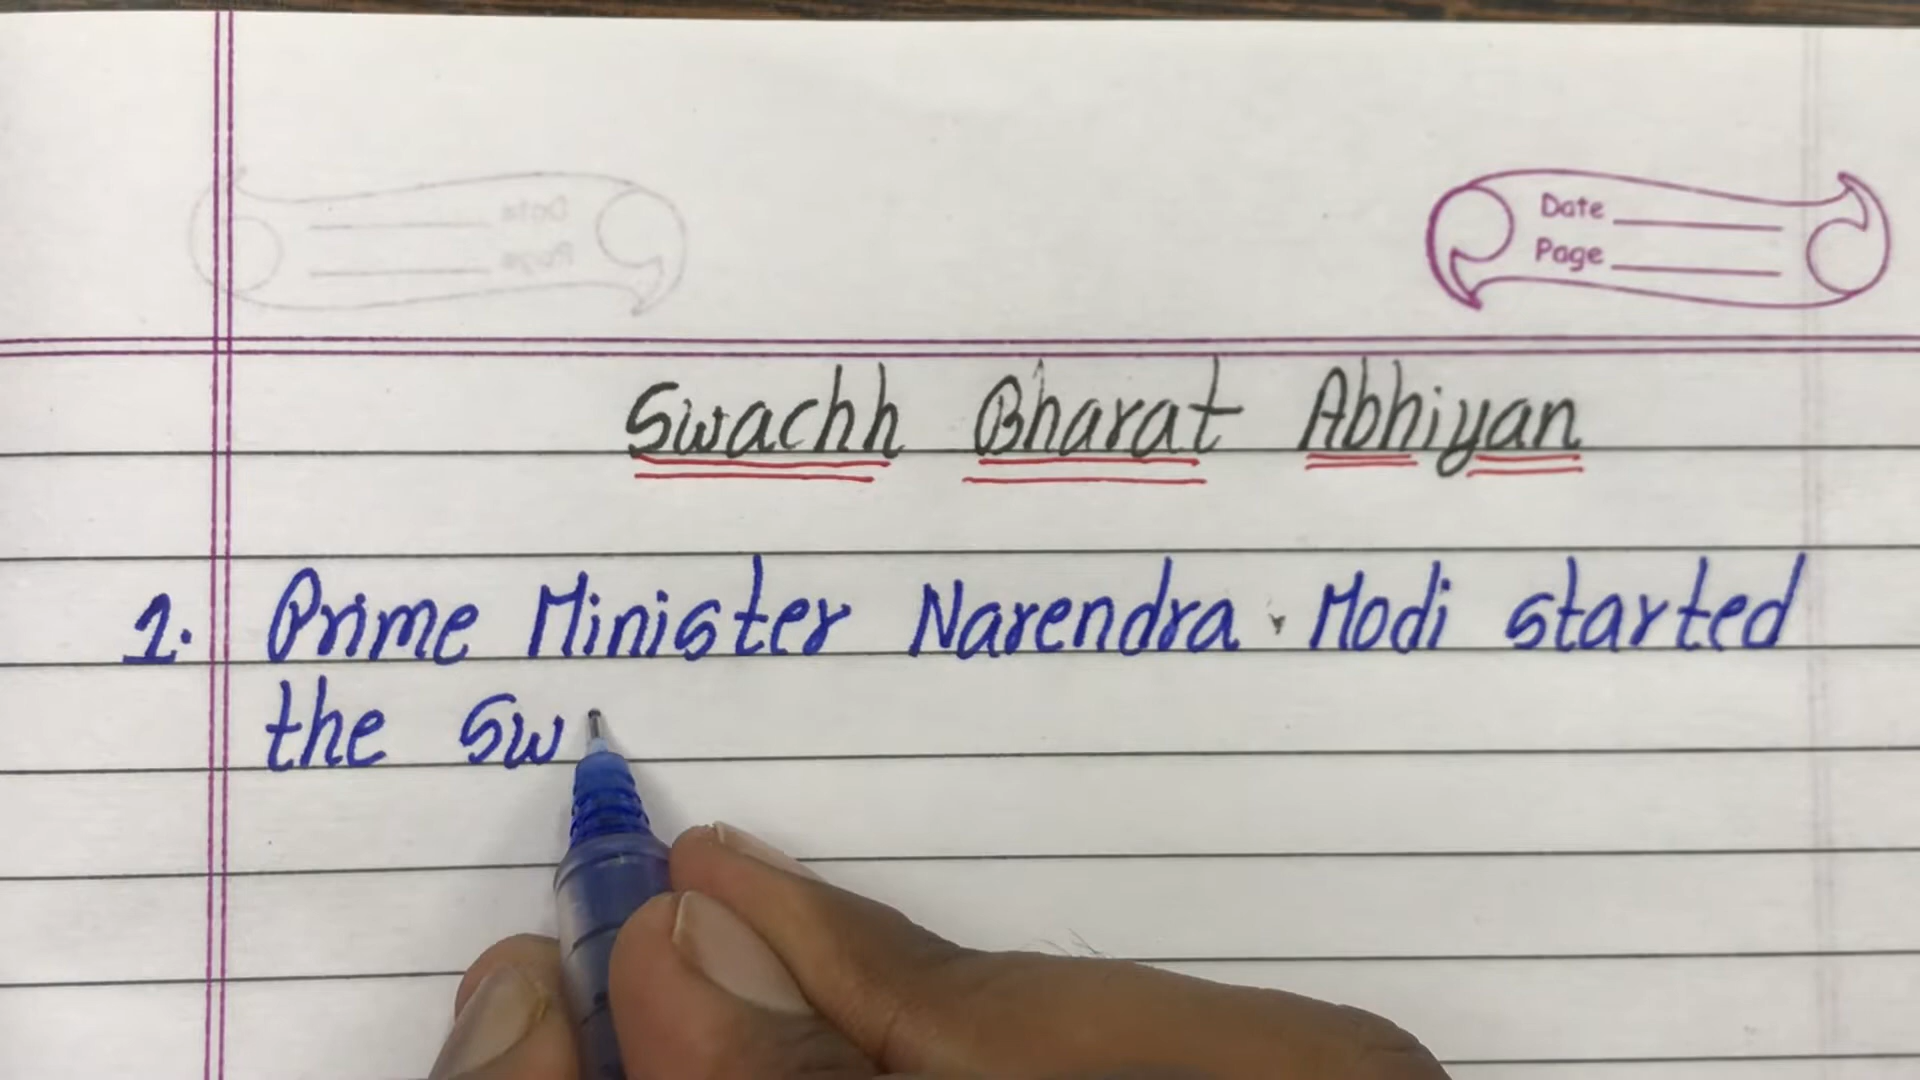 Date
Page
Swachh Bharat Abhiyan
1. Prime Minister Narendra Modi started
the Sw